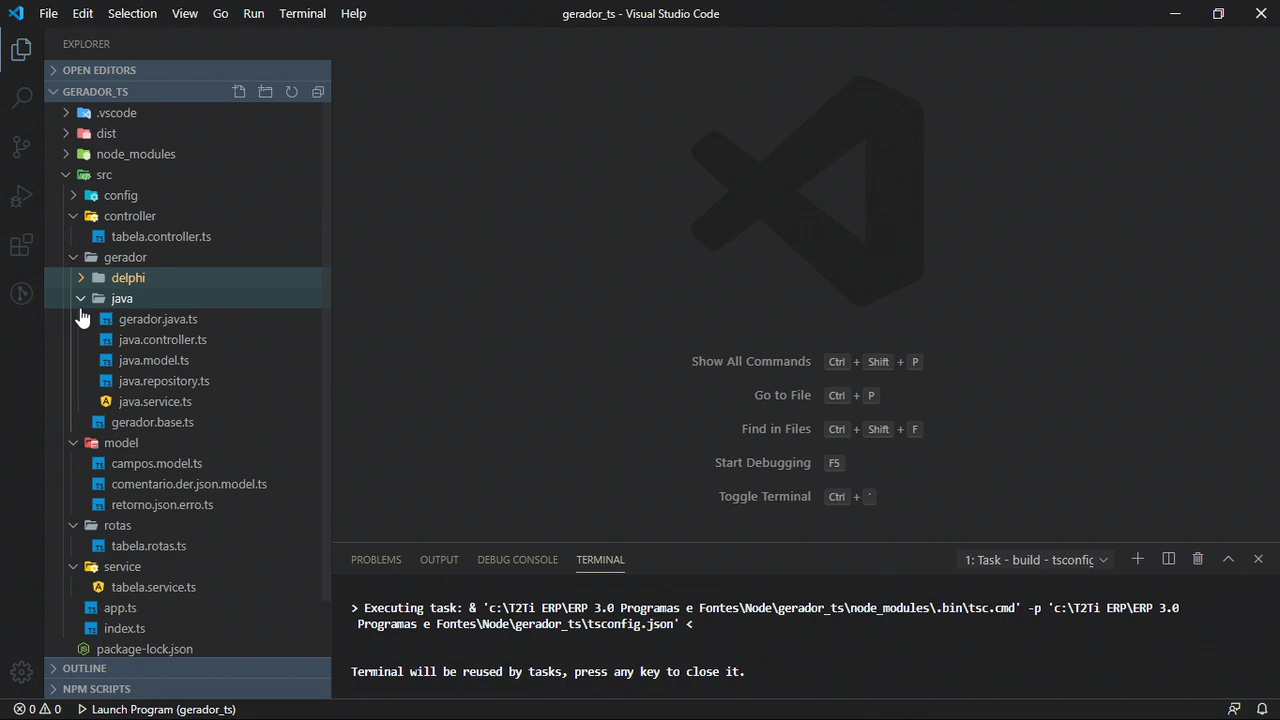 File Edit Selection View Go Run Terminal Help
gerador_ts - Visual Studio Code
EXPLORER
OPEN EDITORS
GERADOR_TS
.vscode
dist
node_modules
src
config
controller
tabela.controller.ts
gerador
delphi
java
gerador.java.ts
java.controller.ts
java.model.ts
java.repository.ts
java.service.ts
gerador.base.ts
model
campos.model.ts
comentario.der.json.model.ts
retorno.json.erro.ts
rotas
tabela.rotas.ts
service
tabela.service.ts
app.ts
index.ts
package-lock.json
OUTLINE
NPM SCRIPTS
Show All Commands Ctrl + Shift + P
Go to File Ctrl + P
Find in Files Ctrl + Shift + F
Start Debugging F5
Toggle Terminal Ctrl + `
PROBLEMS OUTPUT DEBUG CONSOLE TERMINAL
1: Task - build - tsconfig
> Executing task: & 'c:\T2Ti ERP\ERP 3.0 Programas e Fontes\Node\gerador_ts\node_modules\.bin\tsc.cmd' -p 'c:\T2Ti ERP\ERP 3.0
Programas e Fontes\Node\gerador_ts\tsconfig.json' <
Terminal will be reused by tasks, press any key to close it.
0 0 Launch Program (gerador_ts)